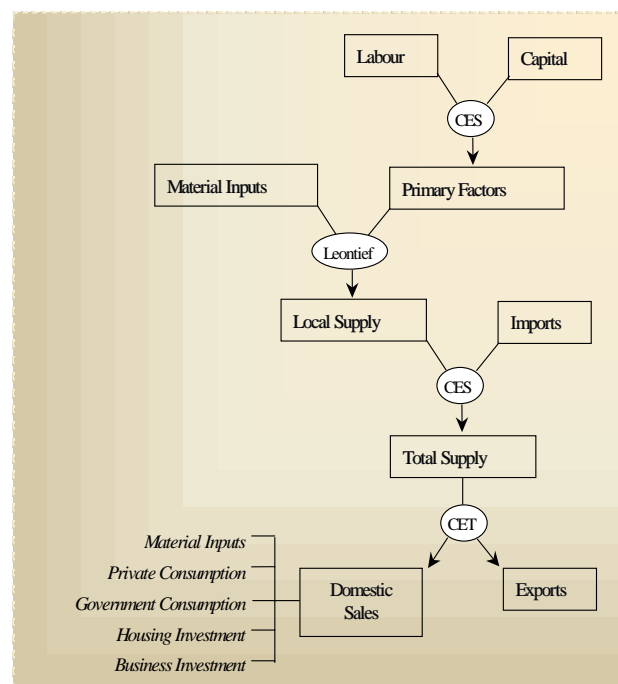 Labour
Capital
CES
Material Inputs
Primary Factors
Leontief
Local Supply
Imports
CES
Total Supply
CET
Material Inputs
Private Consumption
Government Consumption
Housing Investment
Business Investment
Domestic
Sales
Exports